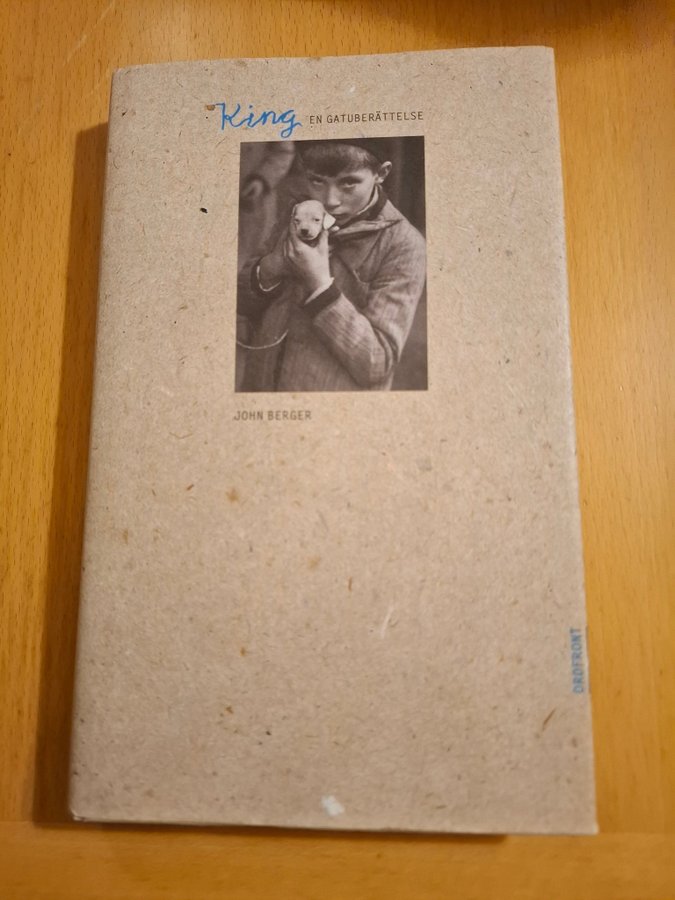 King EN GATUBERÄTTELSE
JOHN BERGER
ORDFRONT